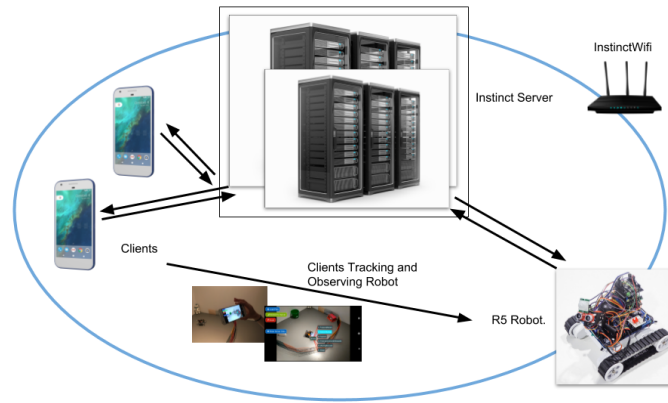 InstinctWifi
Instinct Server
Clients
Clients Tracking and
Observing Robot
R5 Robot.